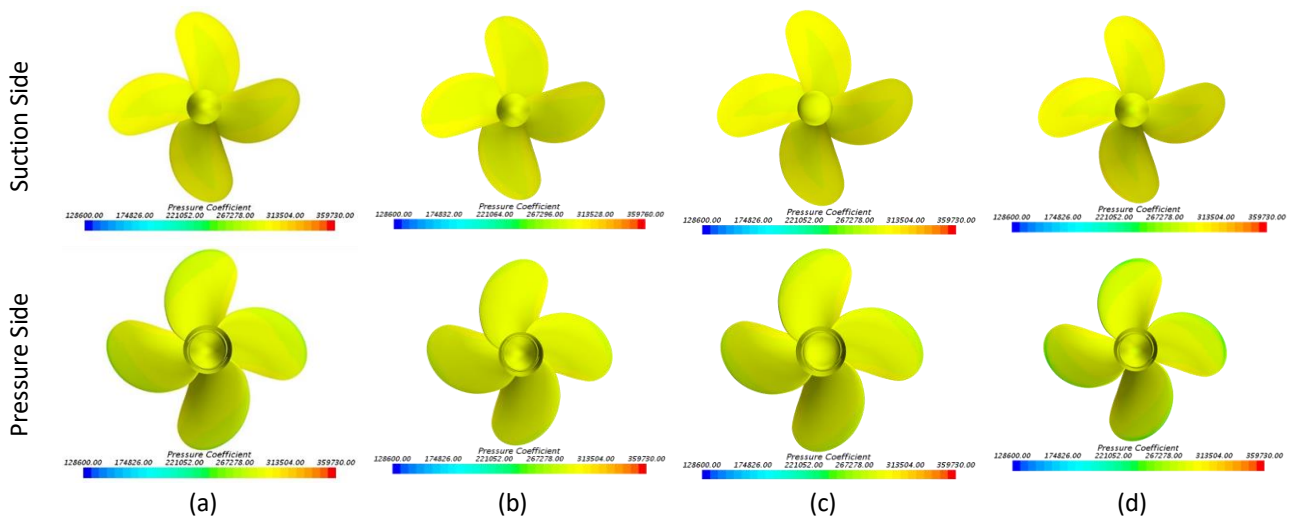 Suction Side
Pressure Coefficient
128600.00 174826.00 221052.00 267278.00 313504.00 359730.00
Pressure Coefficient
128600.00 174832.00 221064.00 267296.00 313528.00 359760.00
Pressure Coefficient
128600.00 174826.00 221052.00 267278.00 313504.00 359730.00
Pressure Coefficient
128600.00 174826.00 221052.00 267278.00 313504.00 359730.00
Pressure Side
Pressure Coefficient
128600.00 174826.00 221052.00 267278.00 313504.00 359730.00
Pressure Coefficient
128600.00 174826.00 221052.00 267278.00 313504.00 359730.00
Pressure Coefficient
128600.00 174826.00 221052.00 267278.00 313504.00 359730.00
Pressure Coefficient
128600.00 174826.00 221052.00 267278.00 313504.00 359730.00
(a) (b) (c) (d)